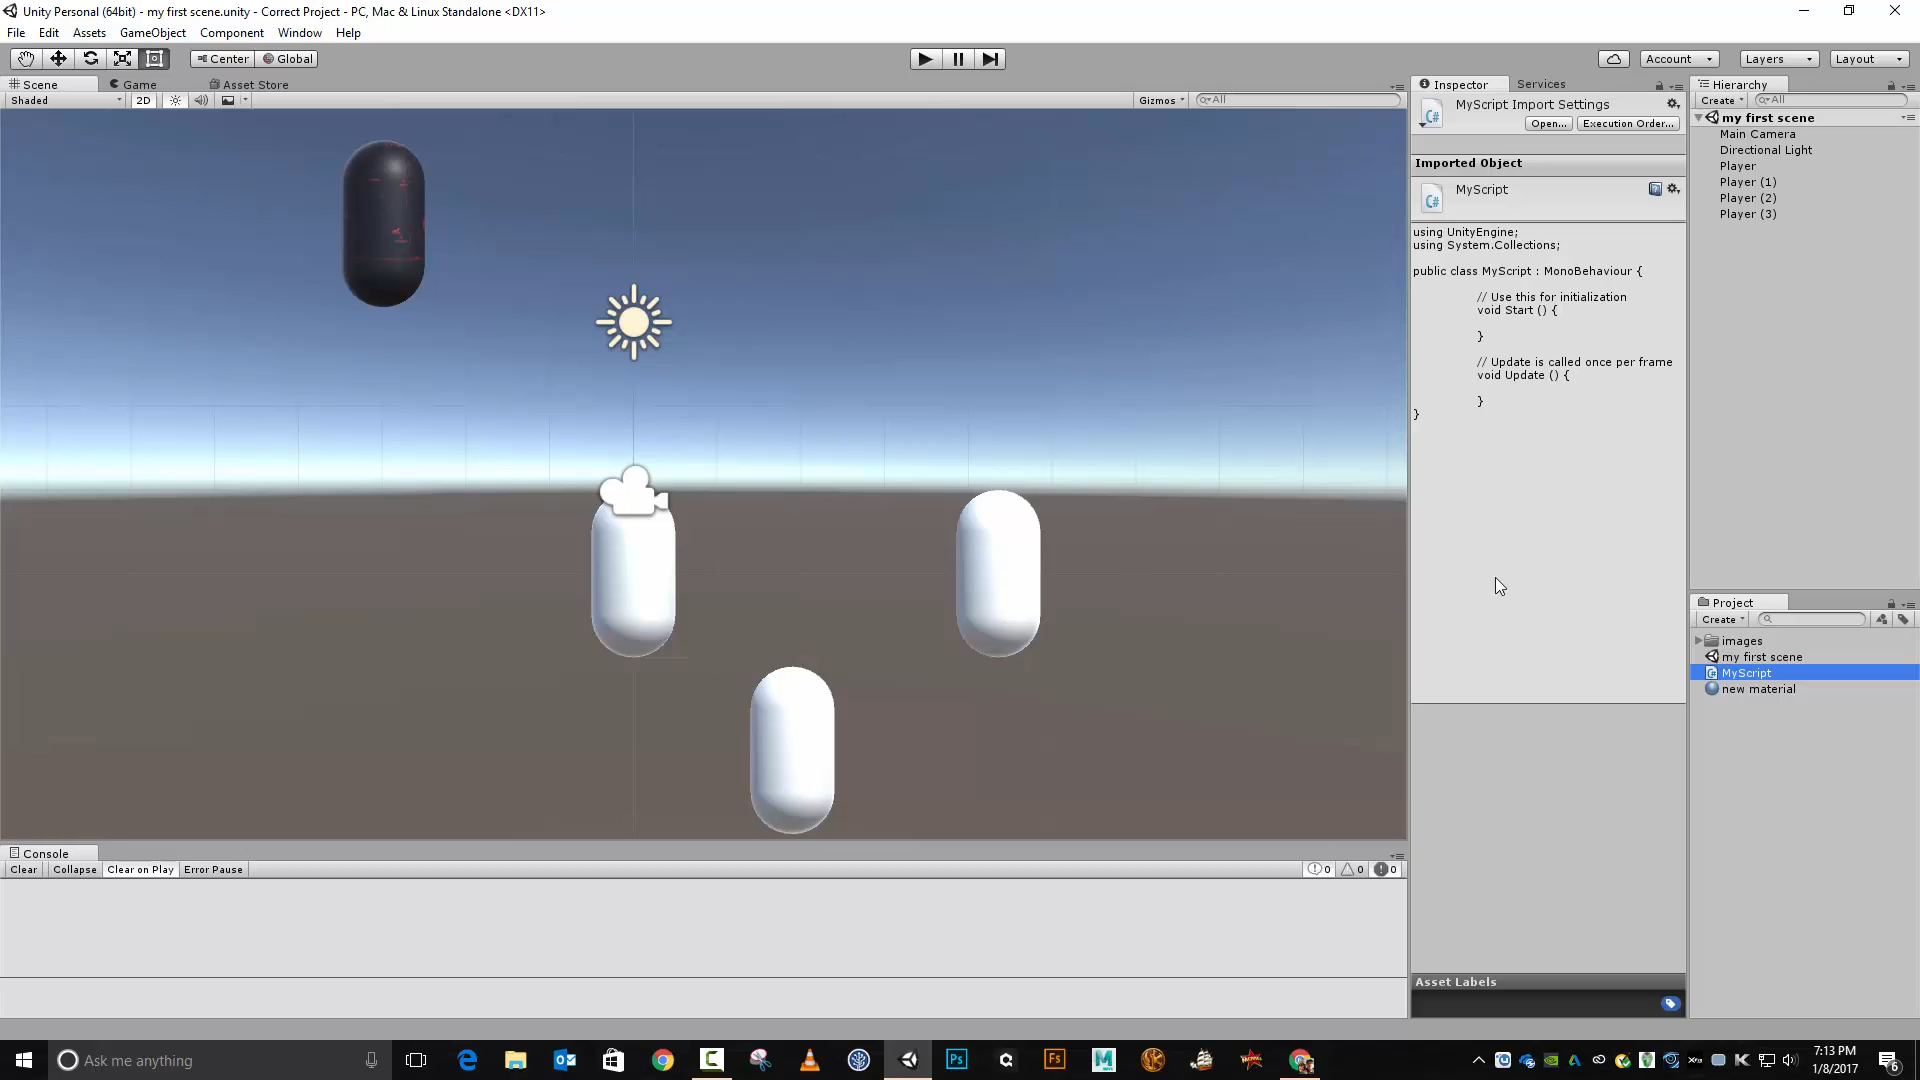 Unity Personal (64bit) - my first scene.unity - Correct Project - PC, Mac & Linux Standalone <DX11>
File Edit Assets GameObject Component Window Help
Center Global
Account Layers Layout
Scene Game Asset Store
Shaded 2D Gizmos All
Inspector Services
MyScript Import Settings
Open... Execution Order...
Imported Object
MyScript
using UnityEngine;
using System.Collections;
public class MyScript : MonoBehaviour {
// Use this for initialization
void Start () {
}
// Update is called once per frame
void Update () {
}
}
Asset Labels
Hierarchy
Create All
my first scene
Main Camera
Directional Light
Player
Player (1)
Player (2)
Player (3)
Project
Create
images
my first scene
MyScript
new material
Console
Clear Collapse Clear on Play Error Pause 0 0 0
Ask me anything
7:13 PM
1/8/2017
6